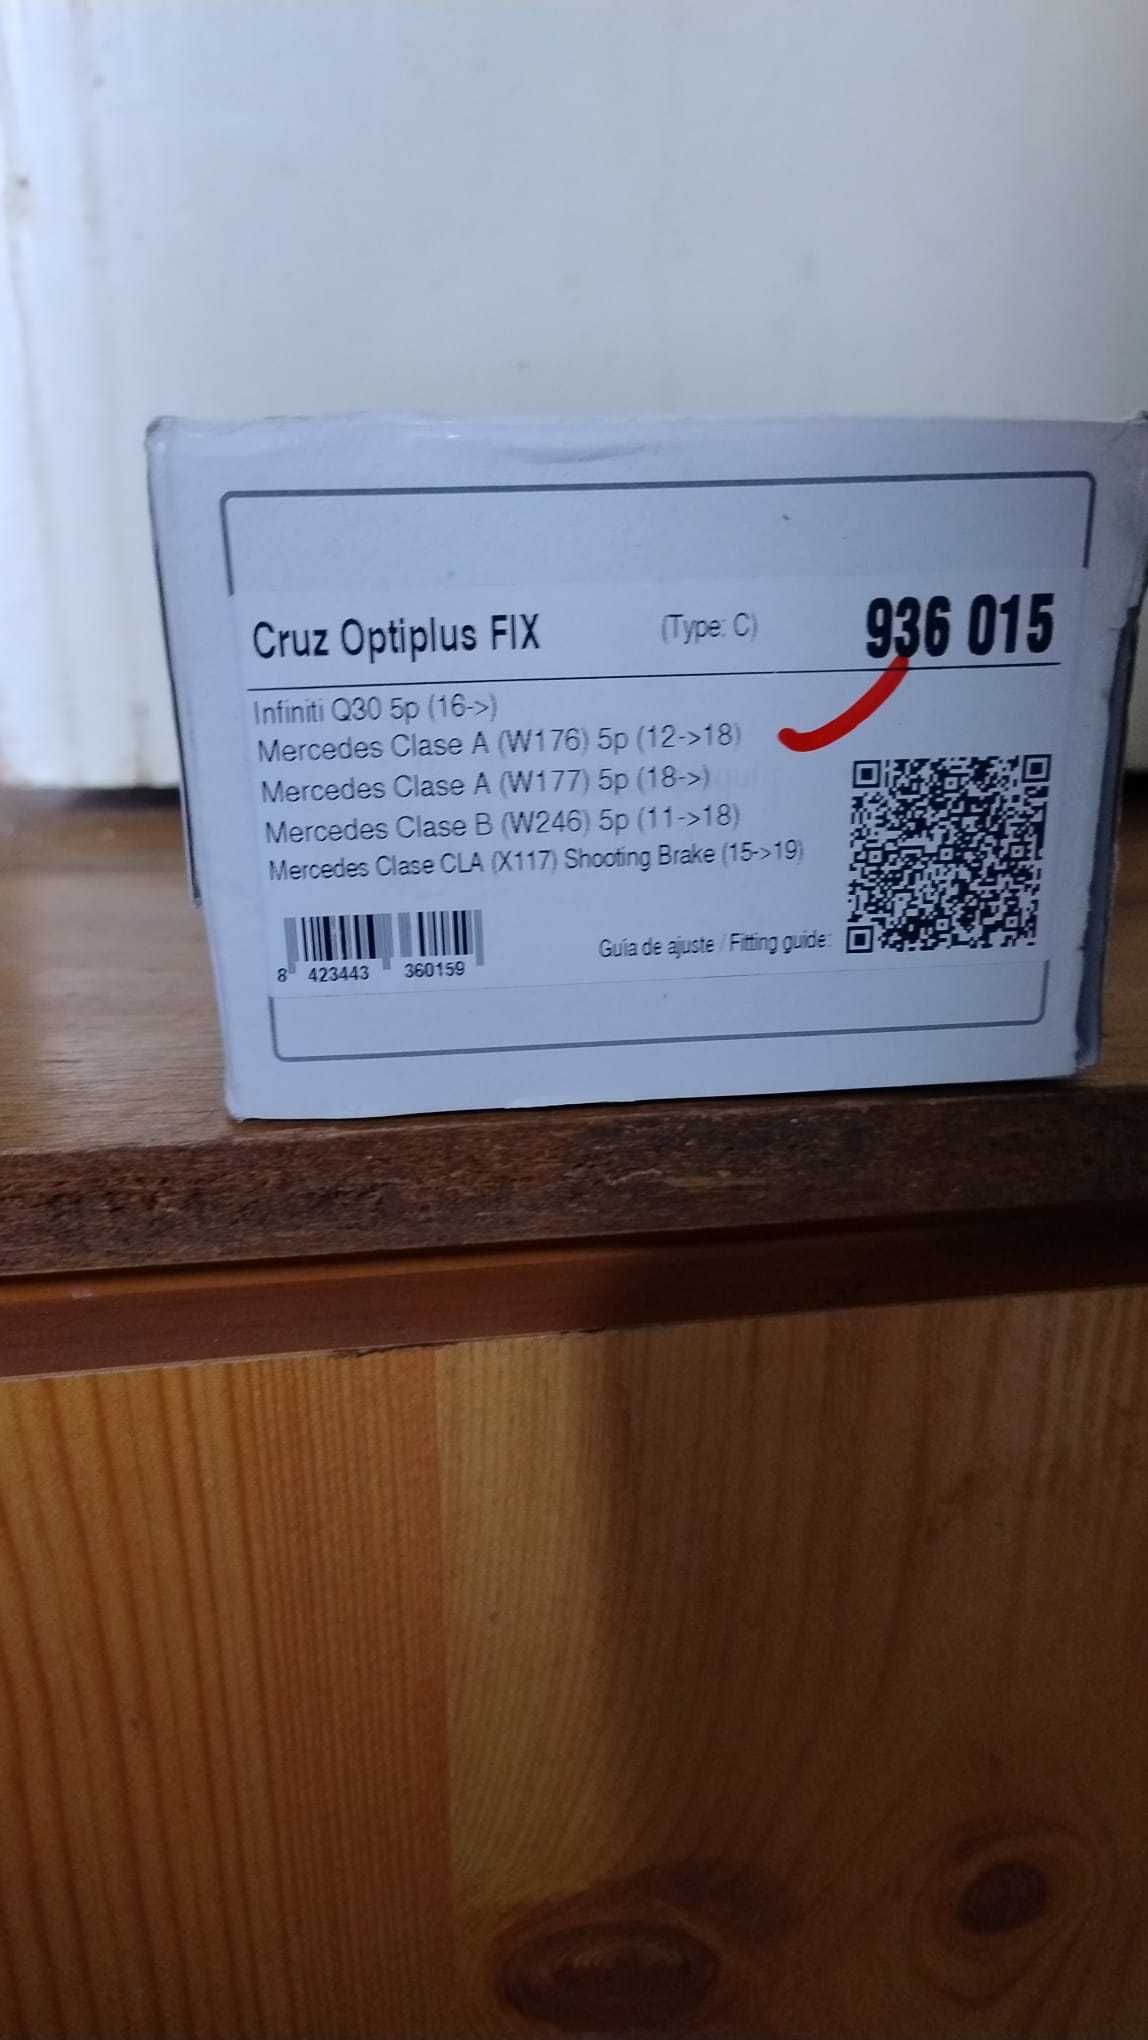 Cruz Optiplus FIX (Type: C) 936 015
Infiniti Q30 5p (16->)
Mercedes Clase A (W176) 5p (12->18)
Mercedes Clase A (W177) 5p (18->)
Mercedes Clase B (W246) 5p (11->18)
Mercedes Clase CLA (X117) Shooting Brake (15->19)
Guía de ajuste / Fitting guide:
8 423443 360159